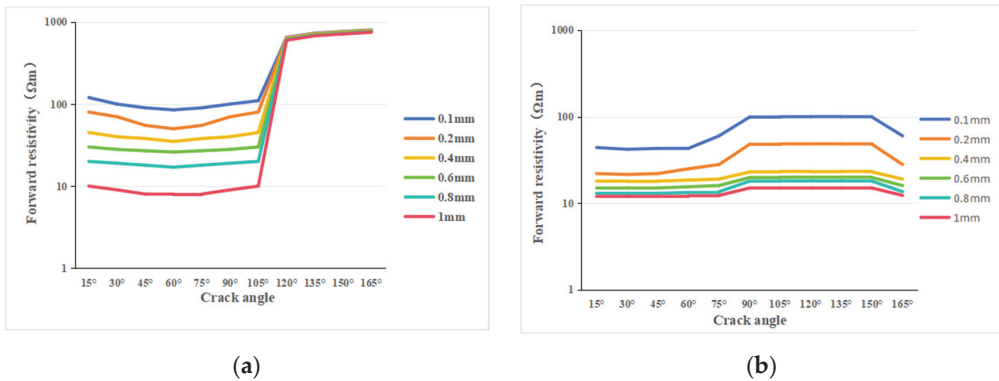 1000
100
10
1
Forward resistivity（Ωm）
15° 30° 45° 60° 75° 90° 105° 120° 135° 150° 165°
Crack angle
0.1mm
0.2mm
0.4mm
0.6mm
0.8mm
1mm
(a)
1000
100
10
1
Forward resistivity（Ωm）
15° 30° 45° 60° 75° 90° 105° 120° 135° 150° 165°
Crack angle
0.1mm
0.2mm
0.4mm
0.6mm
0.8mm
1mm
(b)